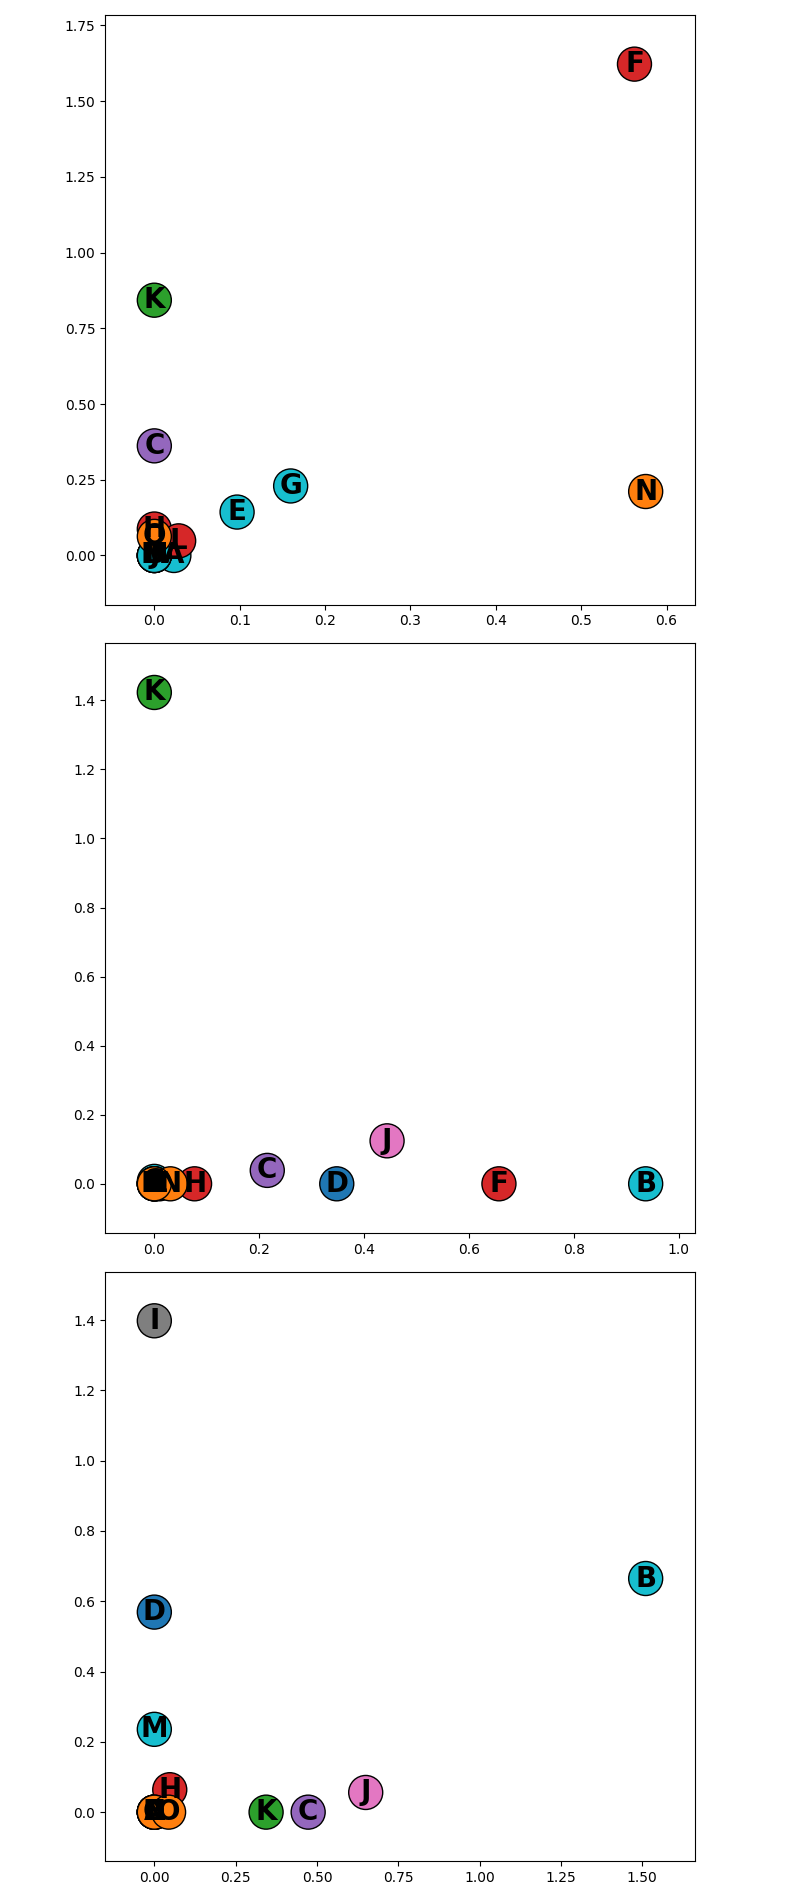 1.75
F
1.50
1.25
1.00
K
0.75
0.50
C
G
N
0.25
E
H
O
L
0.00
J A
0.0 0.1 0.2 0.3 0.4 0.5 0.6
K
1.4
1.2
1.0
0.8
0.6
0.4
0.2
J
C
0.0
N H D F B
0.0 0.2 0.4 0.6 0.8 1.0
1.4
I
1.2
1.0
0.8
B
0.6
D
0.4
M
0.2
H
J
0.0
O K C
0.00 0.25 0.50 0.75 1.00 1.25 1.50